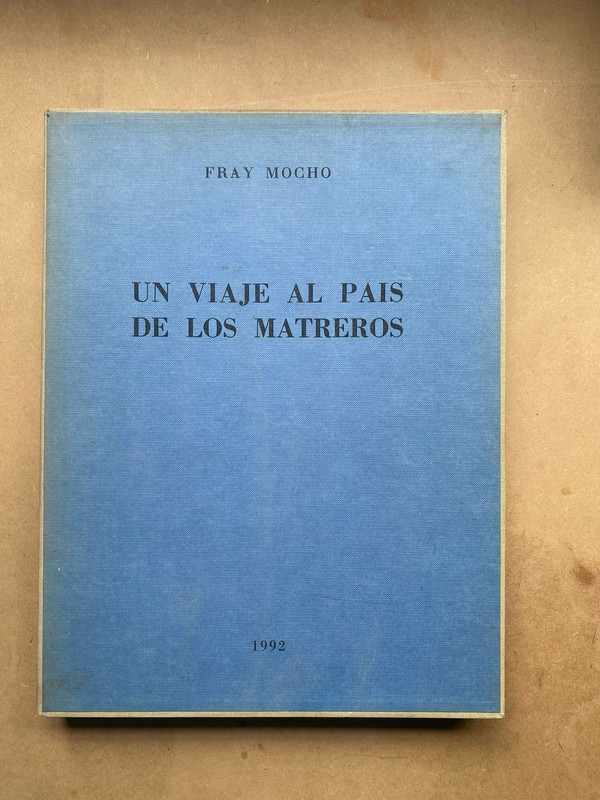 FRAY MOCHO
UN VIAJE AL PAIS
DE LOS MATREROS
1992